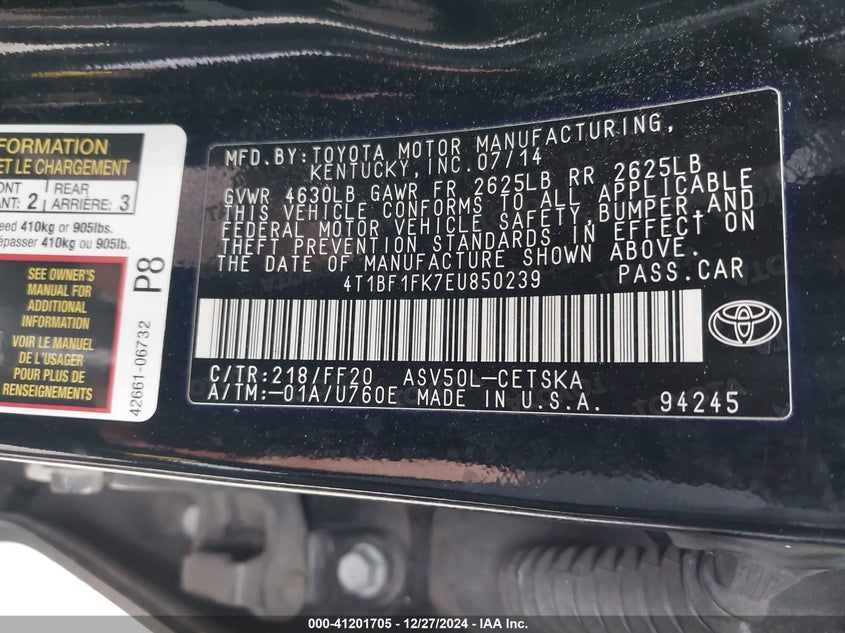 FORMATION
ET LE CHARGEMENT
ONT | REAR
ANT: 2 | ARRIÈRE: 3
eed 410kg or 905lbs.
épasser 410kg ou 905lb.
SEE OWNER'S
MANUAL FOR
ADDITIONAL
INFORMATION
VOIR LE MANUEL
DE L'USAGER
POUR PLUS DE
RENSEIGNEMENTS
P8
42661-06732
MFD.BY:TOYOTA MOTOR MANUFACTURING,
KENTUCKY,INC.07/14
GVWR 4630LB GAWR FR 2625LB RR 2625LB
THIS VEHICLE CONFORMS TO ALL APPLICABLE
FEDERAL MOTOR VEHICLE SAFETY,BUMPER,AND
THEFT PREVENTION STANDARDS IN EFFECT ON
THE DATE OF MANUFACTURE SHOWN ABOVE.
4T1BF1FK7EU850239 PASS.CAR
C/TR:218/FF20 ASV50L-CETSKA
A/TM:-01A/U760E MADE IN U.S.A. 94245
000-41201705 - 12/27/2024 - IAA Inc.